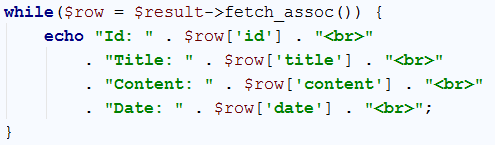 while($row = $result->fetch_assoc()) {
    echo "Id: " . $row['id'] . "<br>"
        . "Title: " . $row['title'] . "<br>"
        . "Content: " . $row['content'] . "<br>"
        . "Date: " . $row['date'] . "<br>";
}